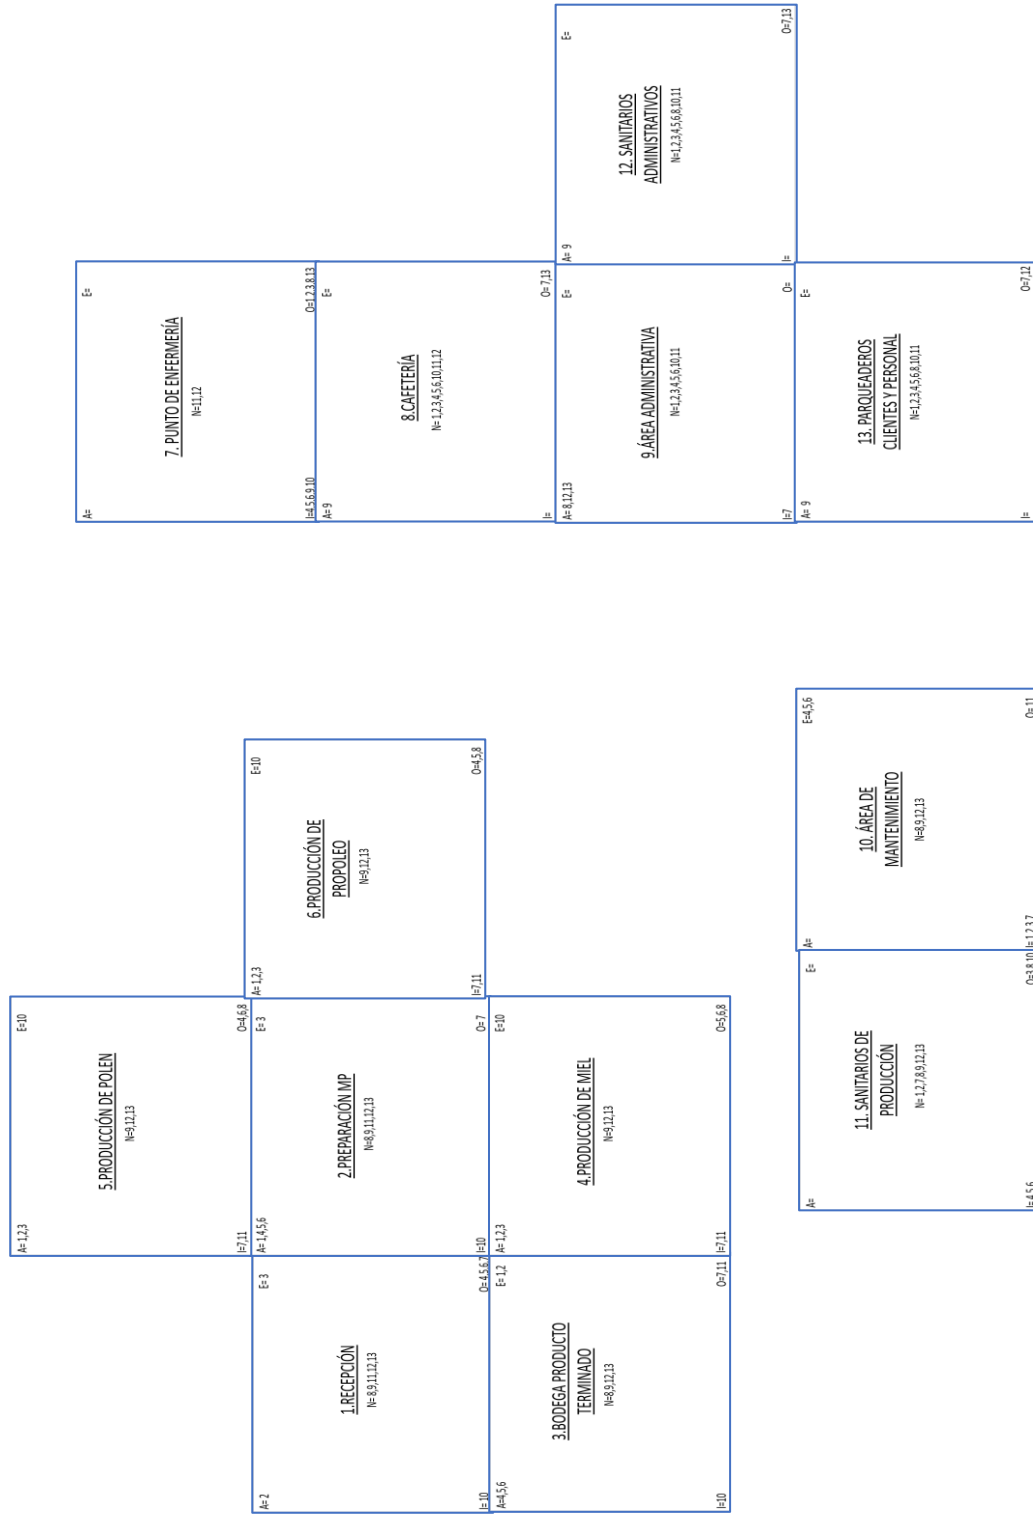 A= 2 E= 3
1.RECEPCIÓN
N= 8,9,11,12,13
I= 10 O= 4,5,6,7
A= 1,4,5,6 E= 3
2.PREPARACIÓN MP
N=8,9,11,12,13
I=10 O= 7
A=4,5,6 E= 1,2
3.BODEGA PRODUCTO
TERMINADO
N=8,9,12,13
I=10 O=7,11
A= 1,2,3 E=10
4.PRODUCCIÓN DE MIEL
N=9,12,13
I=7,11 O=5,6,8
A= 1,2,3 E=10
5.PRODUCCIÓN DE POLEN
N=9,12,13
I=7,11 O=4,6,8
A= 1,2,3 E=10
6.PRODUCCIÓN DE
PROPOLEO
N=9,12,13
I=7,11 O=4,5,8
A= E=
7. PUNTO DE ENFERMERÍA
N=11,12
I=4,5,6,9,10 O=1,2,3,8,13
A= 9 E=
8.CAFETERÍA
N= 1,2,3,4,5,6,10,11,12
I= O= 7,13
A= 8,12,13 E=
9.ÁREA ADMINISTRATIVA
N=1,2,3,4,5,6,10,11
I=7 O=
A= E=4,5,6
10. ÁREA DE
MANTENIMIENTO
N=8,9,12,13
I= 1,2,3,7 O= 11
A= E=
11. SANITARIOS DE
PRODUCCIÓN
N= 1,2,7,8,9,12,13
I= 4,5,6 O=3,8,10
A= 9 E=
12. SANITARIOS
ADMINISTRATIVOS
N=1,2,3,4,5,6,8,10,11
I= O=7,13
A= 9 E=
13. PARQUEADEROS
CLIENTES Y PERSONAL
N=1,2,3,4,5,6,8,10,11
I= O=7,12